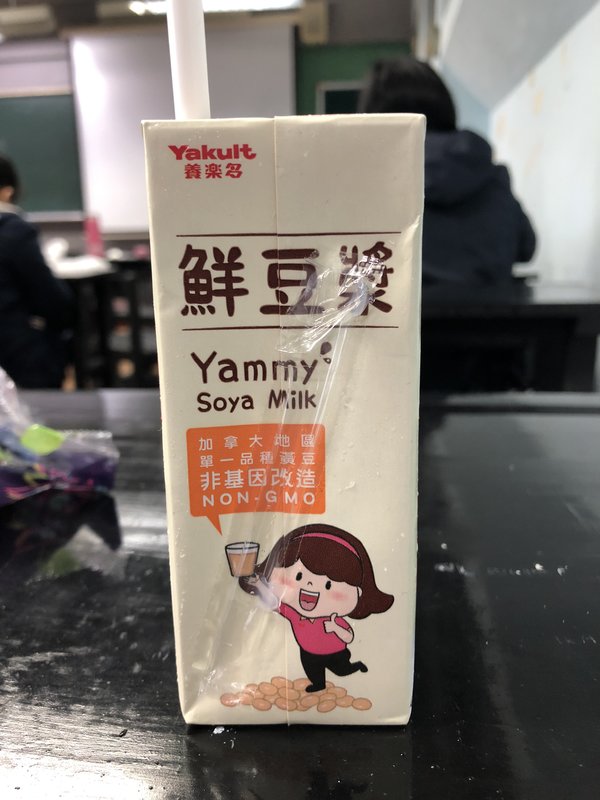 Yakult
養楽多
鮮豆漿
Yammy!
Soya Milk
加拿大地區
單一品種黃豆
非基因改造
NON-GMO